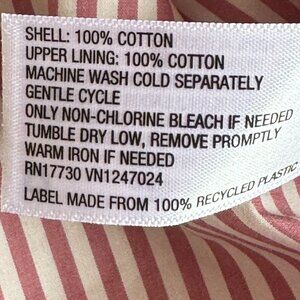 SHELL: 100% COTTON
UPPER LINING: 100% COTTON
MACHINE WASH COLD SEPARATELY
GENTLE CYCLE
ONLY NON-CHLORINE BLEACH IF NEEDED
TUMBLE DRY LOW, REMOVE PROMPTLY
WARM IRON IF NEEDED
RN17730 VN1247024
LABEL MADE FROM 100% RECYCLED PLASTIC